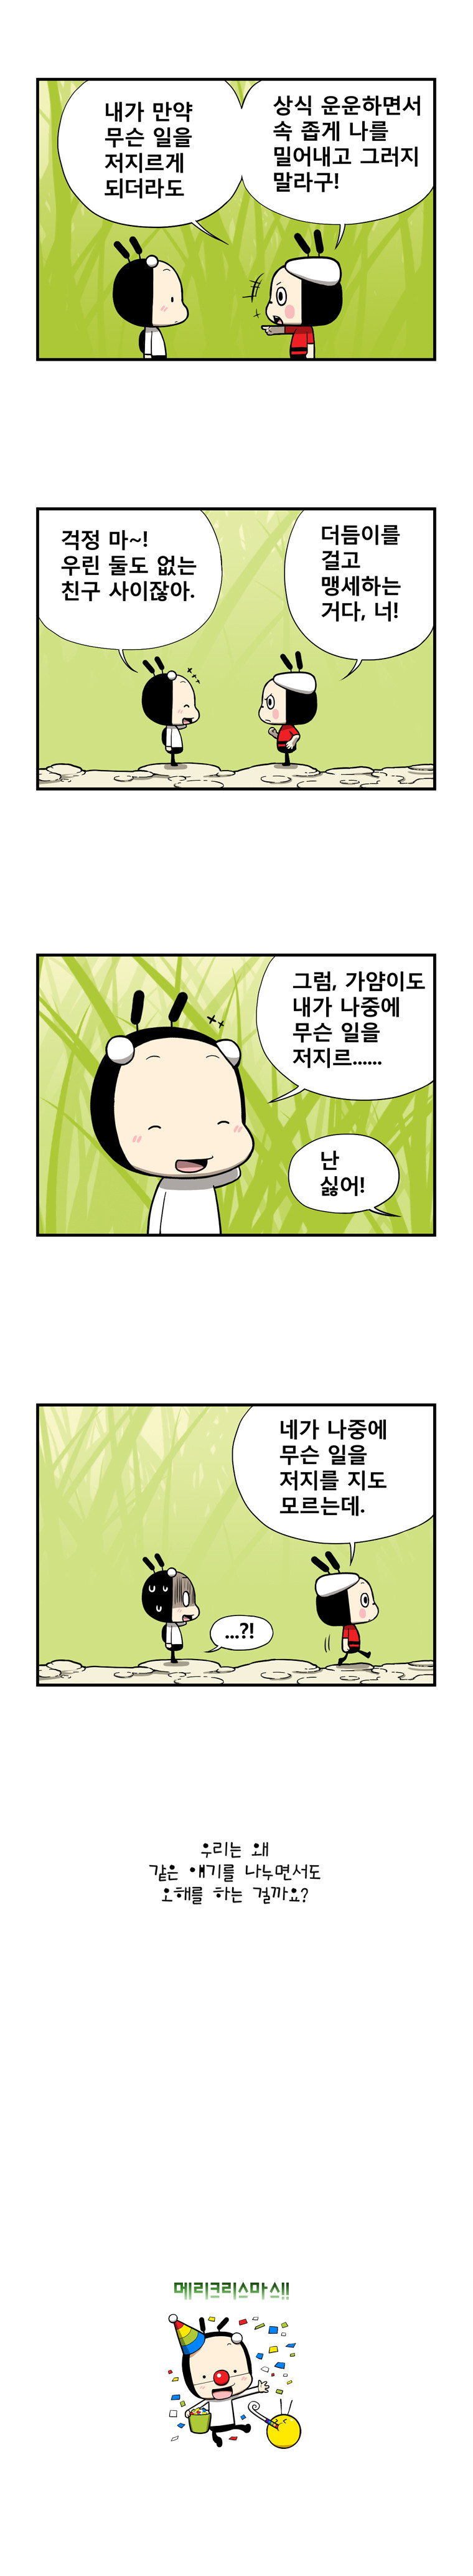 내가 만약
무슨 일을
저지르게
되더라도
상식 운운하면서
속 좁게 나를
밀어내고 그러지
말라구!
걱정 마~!
우린 둘도 없는
친구 사이잖아.
더듬이를
걸고
맹세하는
거다, 너!
그럼, 가얌이도
내가 나중에
무슨 일을
저지르......
난
싫어!
네가 나중에
무슨 일을
저지를 지도
모르는데.
...?!
우리는 왜
같은 얘기를 나누면서도
오해를 하는 걸까요?
메리크리스마스!!